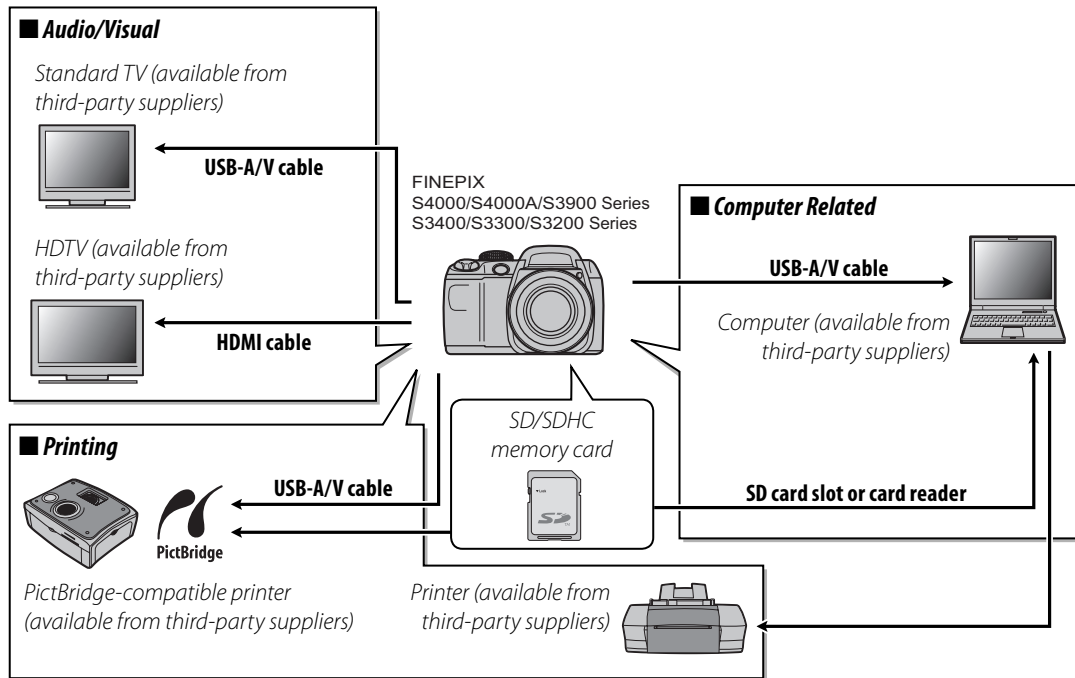 ■ Audio/Visual
Standard TV (available from
third-party suppliers)
USB-A/V cable
HDTV (available from
third-party suppliers)
HDMI cable
FINEPIX
S4000/S4000A/S3900 Series
S3400/S3300/S3200 Series
■ Computer Related
USB-A/V cable
Computer (available from
third-party suppliers)
SD/SDHC
memory card
SD
SD card slot or card reader
■ Printing
USB-A/V cable
PictBridge
PictBridge-compatible printer
(available from third-party suppliers)
Printer (available from
third-party suppliers)